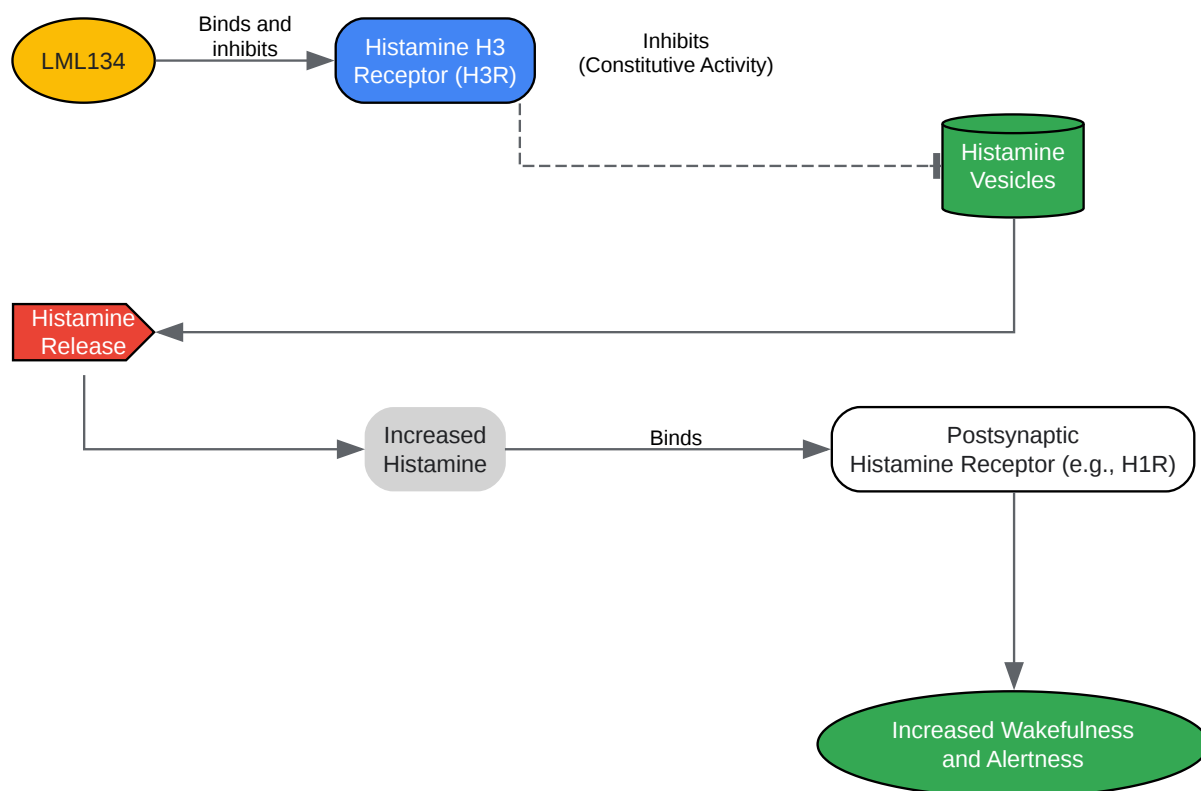 LML134
Binds and
inhibits
Histamine H3
Receptor (H3R)
Inhibits
(Constitutive Activity)
Histamine
Vesicles
Histamine
Release
Increased
Histamine
Binds
Postsynaptic
Histamine Receptor (e.g., H1R)
Increased Wakefulness
and Alertness